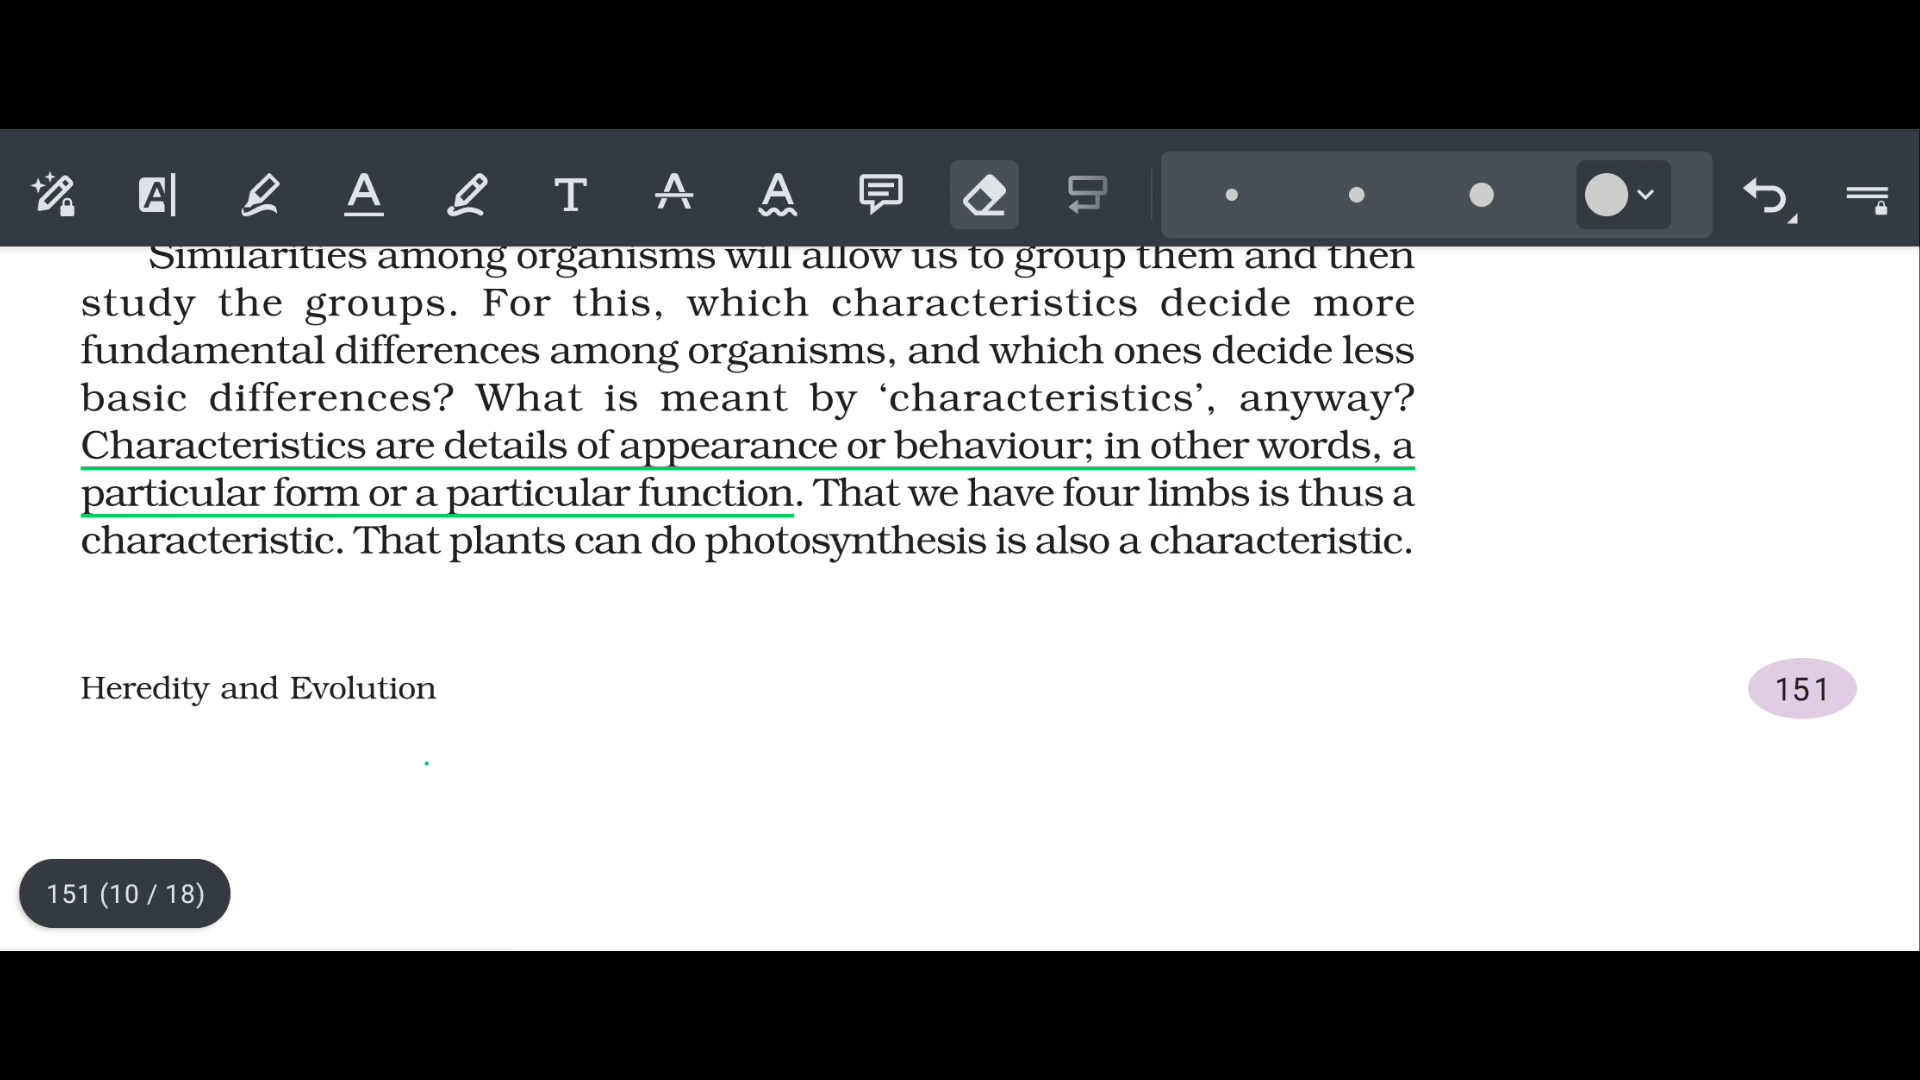 Similarities among organisms will allow us to group them and then
study the groups. For this, which characteristics decide more
fundamental differences among organisms, and which ones decide less
basic differences? What is meant by ‘characteristics’, anyway?
Characteristics are details of appearance or behaviour; in other words, a
particular form or a particular function. That we have four limbs is thus a
characteristic. That plants can do photosynthesis is also a characteristic.
Heredity and Evolution
151
151 (10 / 18)